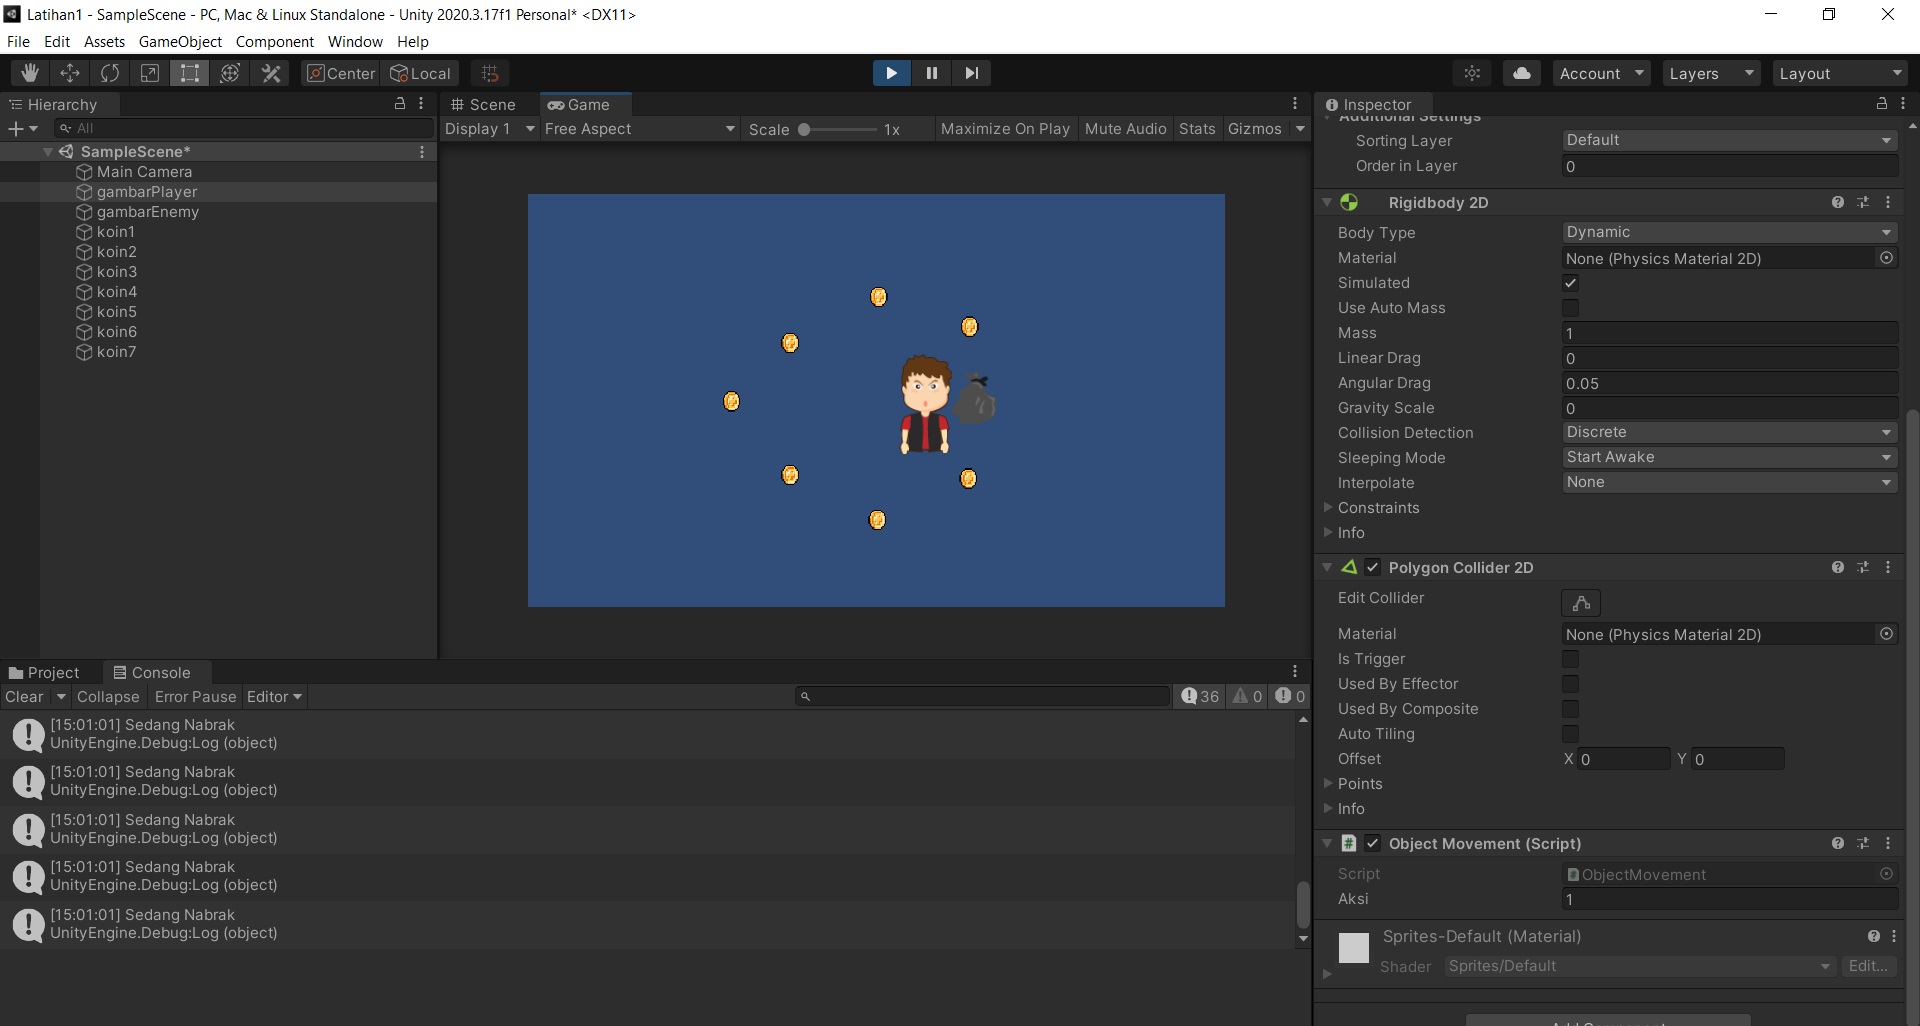 Latihan1 - SampleScene - PC, Mac & Linux Standalone - Unity 2020.3.17f1 Personal* <DX11>
File Edit Assets GameObject Component Window Help
Center Local Account Layers Layout
Hierarchy
All
SampleScene*
Main Camera
gambarPlayer
gambarEnemy
koin1
koin2
koin3
koin4
koin5
koin6
koin7
Scene Game
Display 1 Free Aspect Scale 1x Maximize On Play Mute Audio Stats Gizmos
Project Console
Clear Collapse Error Pause Editor 36 0 0
[15:01:01] Sedang Nabrak
UnityEngine.Debug:Log (object)
[15:01:01] Sedang Nabrak
UnityEngine.Debug:Log (object)
[15:01:01] Sedang Nabrak
UnityEngine.Debug:Log (object)
[15:01:01] Sedang Nabrak
UnityEngine.Debug:Log (object)
[15:01:01] Sedang Nabrak
UnityEngine.Debug:Log (object)
Inspector
Additional Settings
Sorting Layer Default
Order in Layer 0
Rigidbody 2D
Body Type Dynamic
Material None (Physics Material 2D)
Simulated
Use Auto Mass
Mass 1
Linear Drag 0
Angular Drag 0.05
Gravity Scale 0
Collision Detection Discrete
Sleeping Mode Start Awake
Interpolate None
Constraints
Info
Polygon Collider 2D
Edit Collider
Material None (Physics Material 2D)
Is Trigger
Used By Effector
Used By Composite
Auto Tiling
Offset X 0 Y 0
Points
Info
Object Movement (Script)
Script ObjectMovement
Aksi 1
Sprites-Default (Material)
Shader Sprites/Default Edit...
Add Component